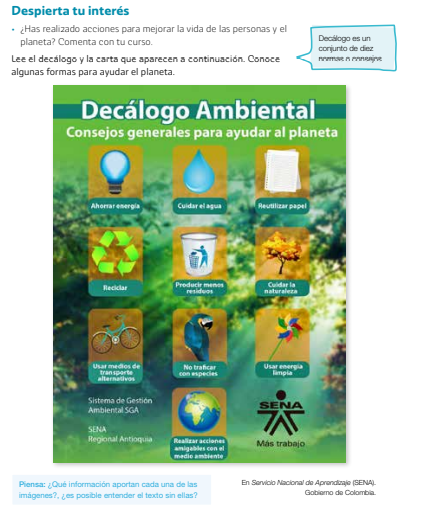 Despierta tu interés
• ¿Has realizado acciones para mejorar la vida de las personas y el
planeta? Comenta con tu curso.
Lee el decálogo y la carta que aparecen a continuación. Conoce
algunas formas para ayudar el planeta.
Decálogo es un
conjunto de diez
normas o consejos
Decálogo Ambiental
Consejos generales para ayudar al planeta
Ahorrar energía
Cuidar el agua
Reutilizar papel
Reciclar
Producir menos
residuos
Cuidar la
naturaleza
Usar medios de
transporte
alternativos
No traficar
con especies
Usar energía
limpia
Sistema de Gestión
Ambiental SGA
SENA
Regional Antioquia
Realizar acciones
amigables con el
medio ambiente
SENA
Más trabajo
Piensa: ¿Qué información aportan cada una de las
imágenes?, ¿es posible entender el texto sin ellas?
En Servicio Nacional de Aprendizaje (SENA).
Gobierno de Colombia.